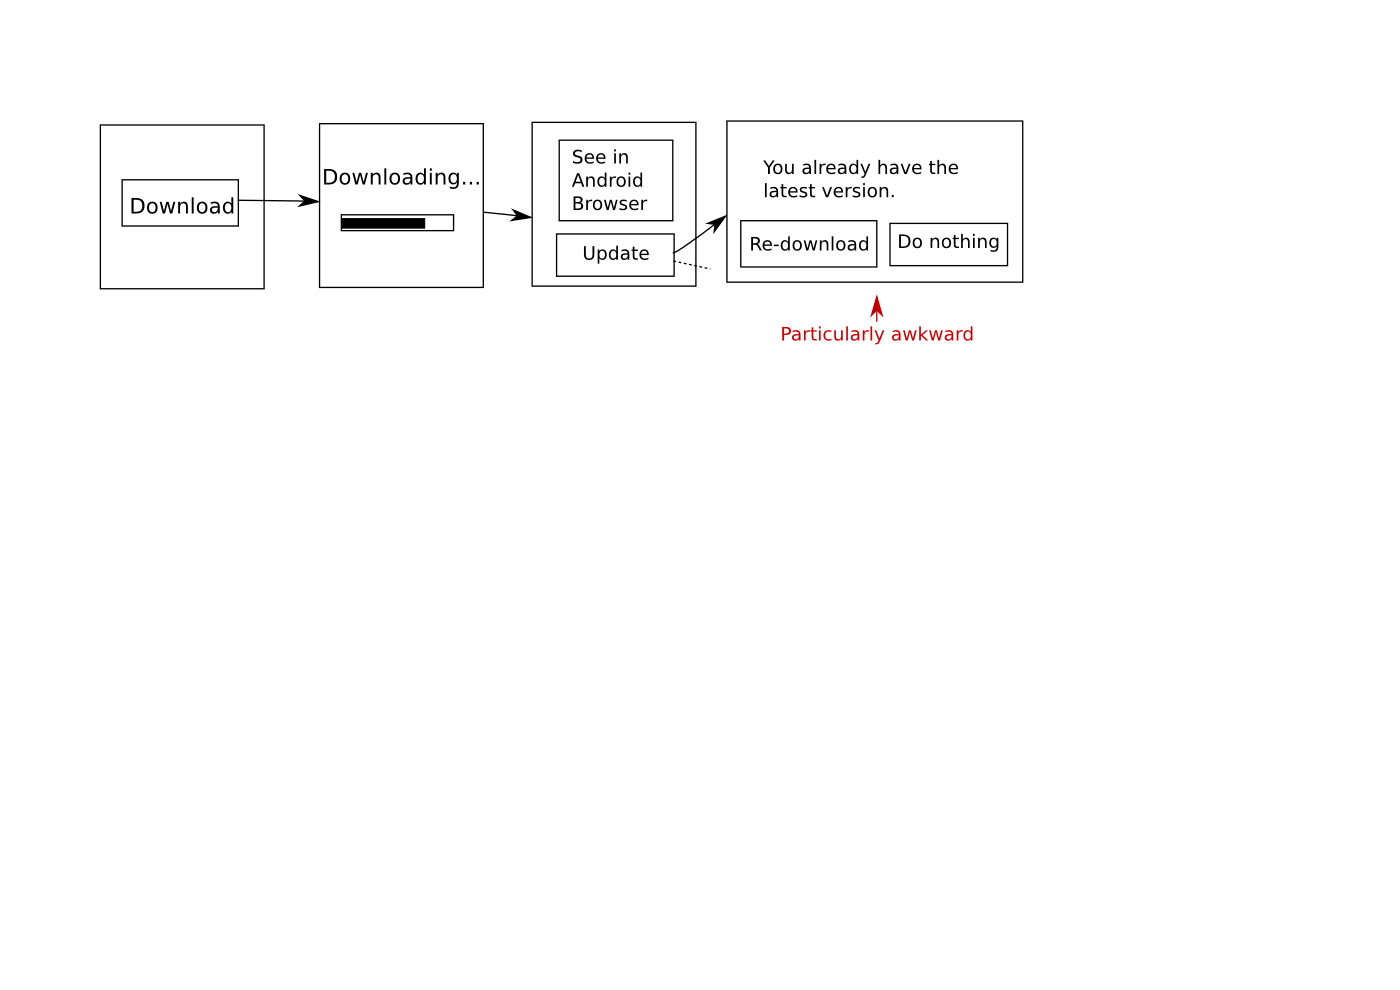 Download
Downloading...
See in
Android
Browser
Update
You already have the
latest version.
Re-download
Do nothing
Particularly awkward